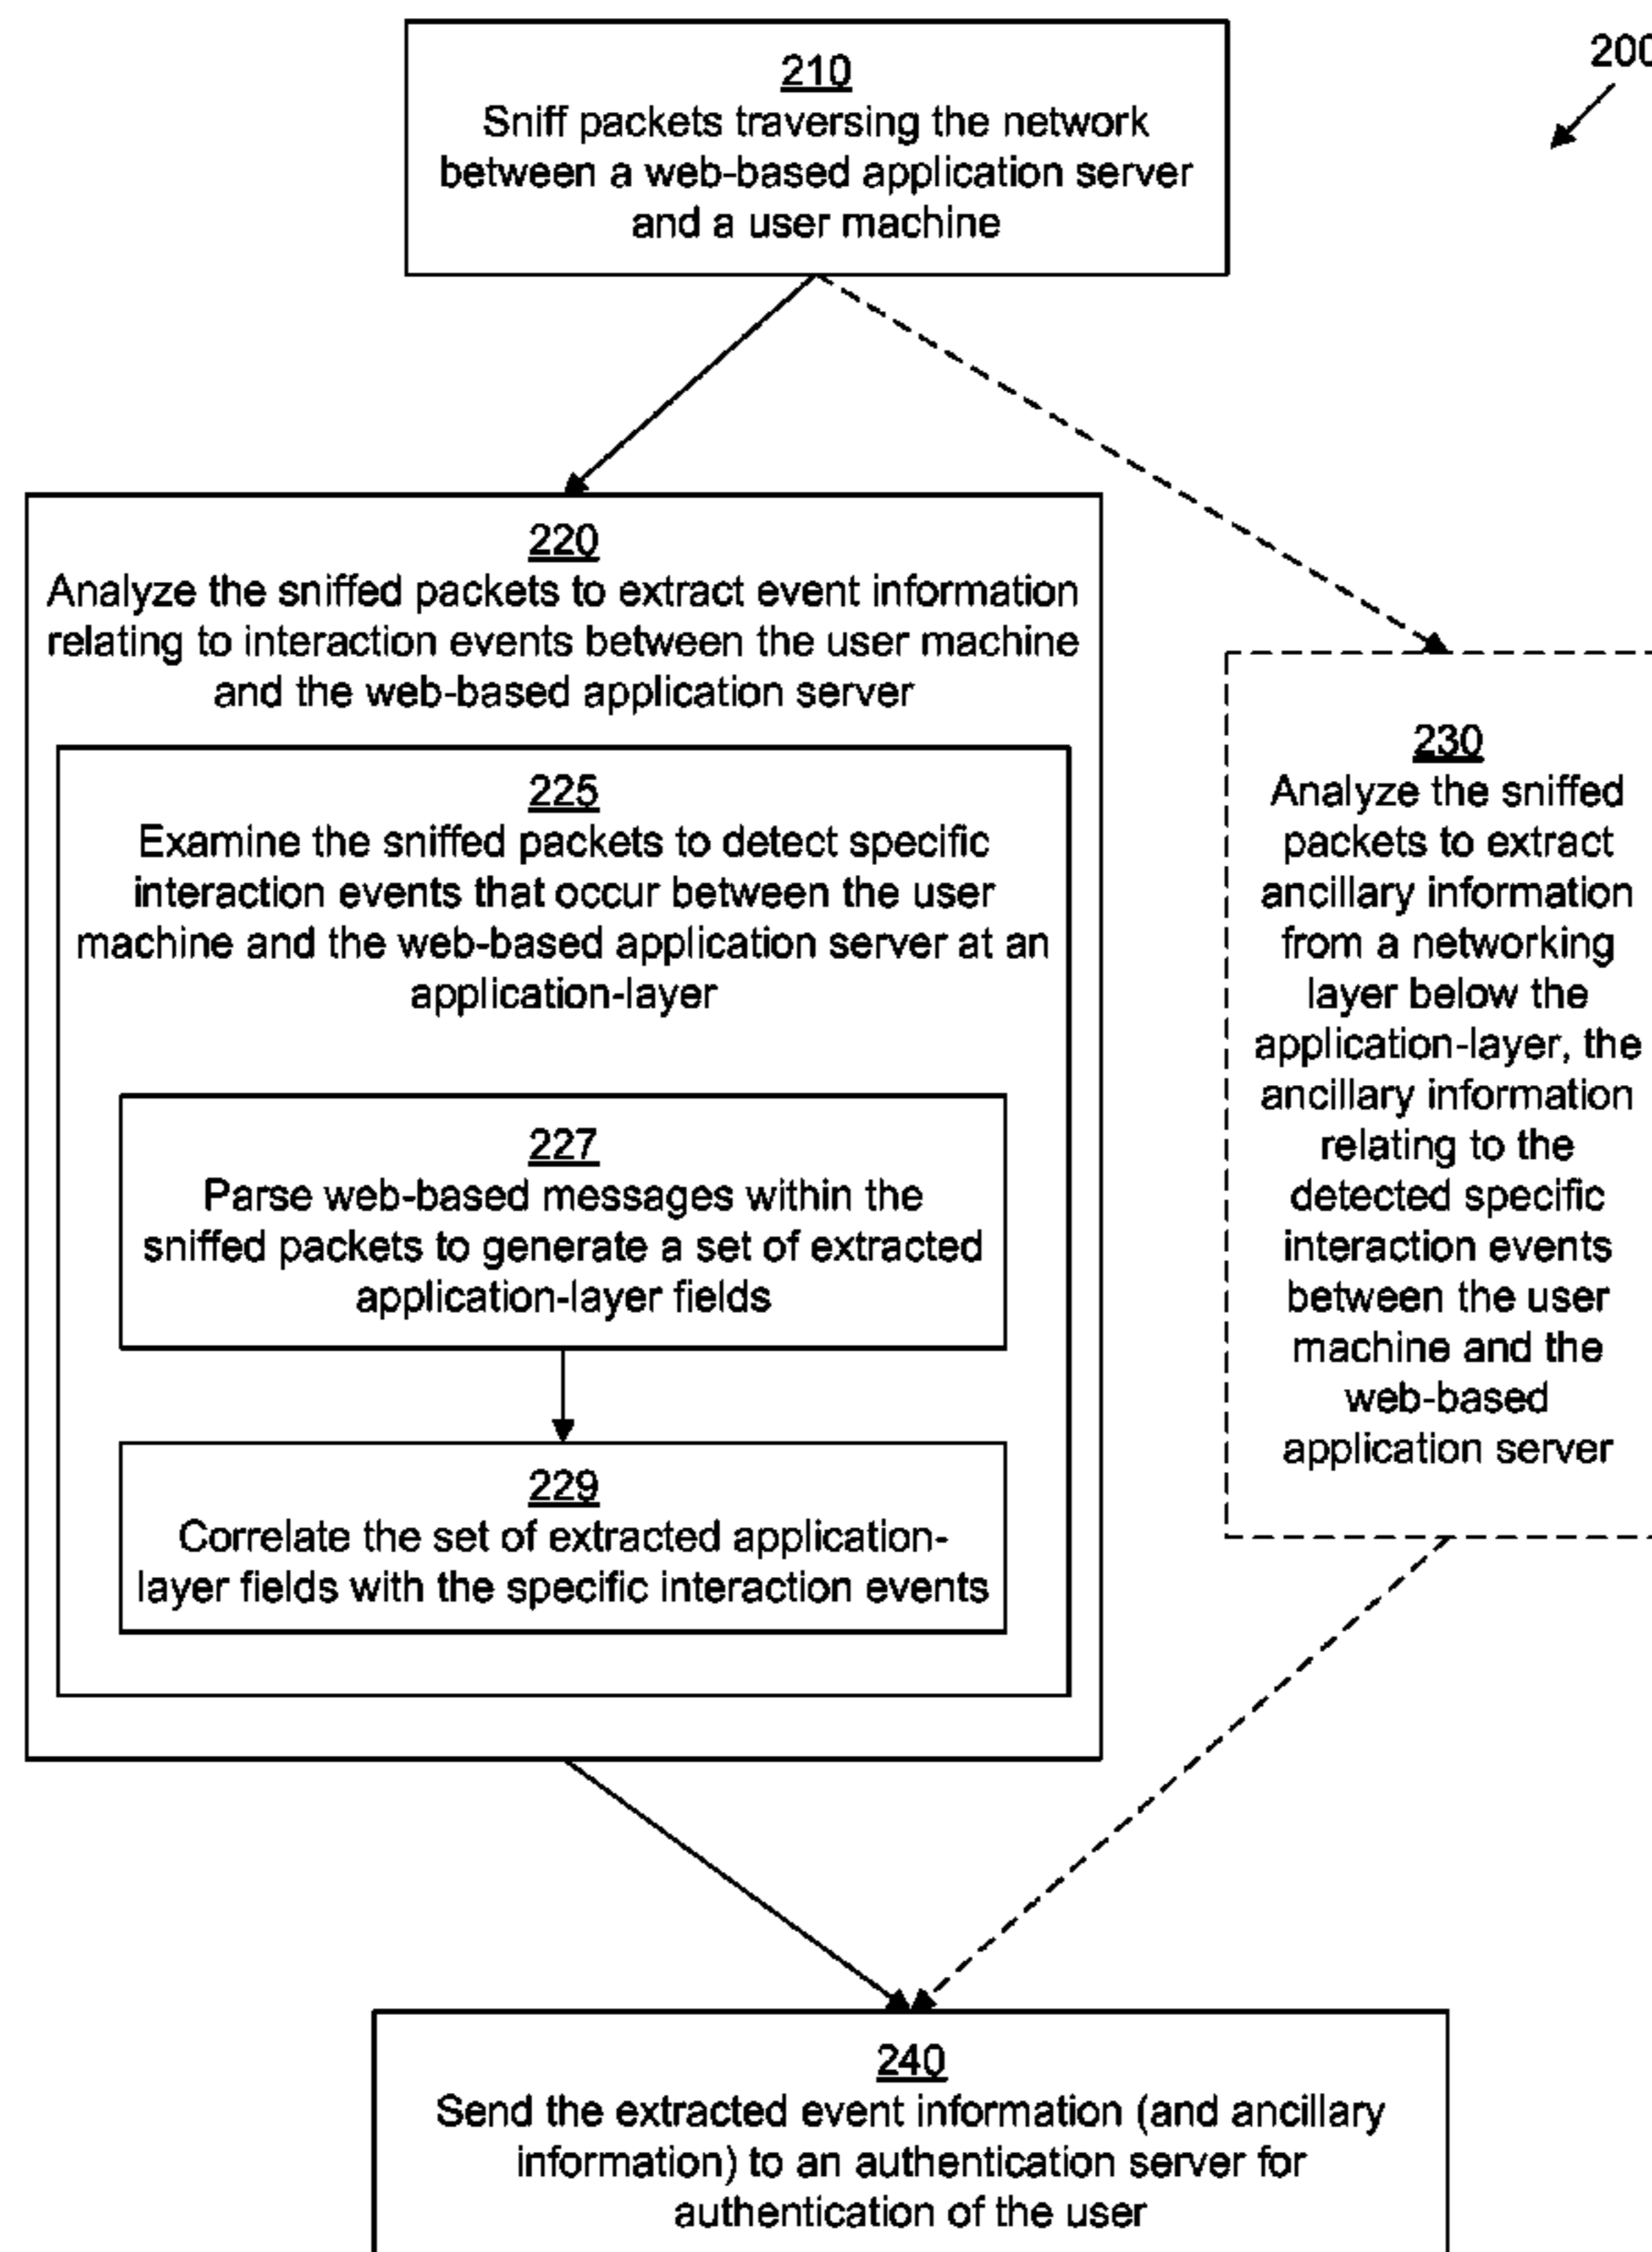 210
Sniff packets traversing the network
between a web-based application server
and a user machine
200
220
Analyze the sniffed packets to extract event information
relating to interaction events between the user machine
and the web-based application server
225
Examine the sniffed packets to detect specific
interaction events that occur between the user
machine and the web-based application server at an
application-layer
227
Parse web-based messages within the
sniffed packets to generate a set of extracted
application-layer fields
229
Correlate the set of extracted application-
layer fields with the specific interaction events
230
Analyze the sniffed
packets to extract
ancillary information
from a networking
layer below the
application-layer, the
ancillary information
relating to the
detected specific
interaction events
between the user
machine and the
web-based
application server
240
Send the extracted event information (and ancillary
information) to an authentication server for
authentication of the user